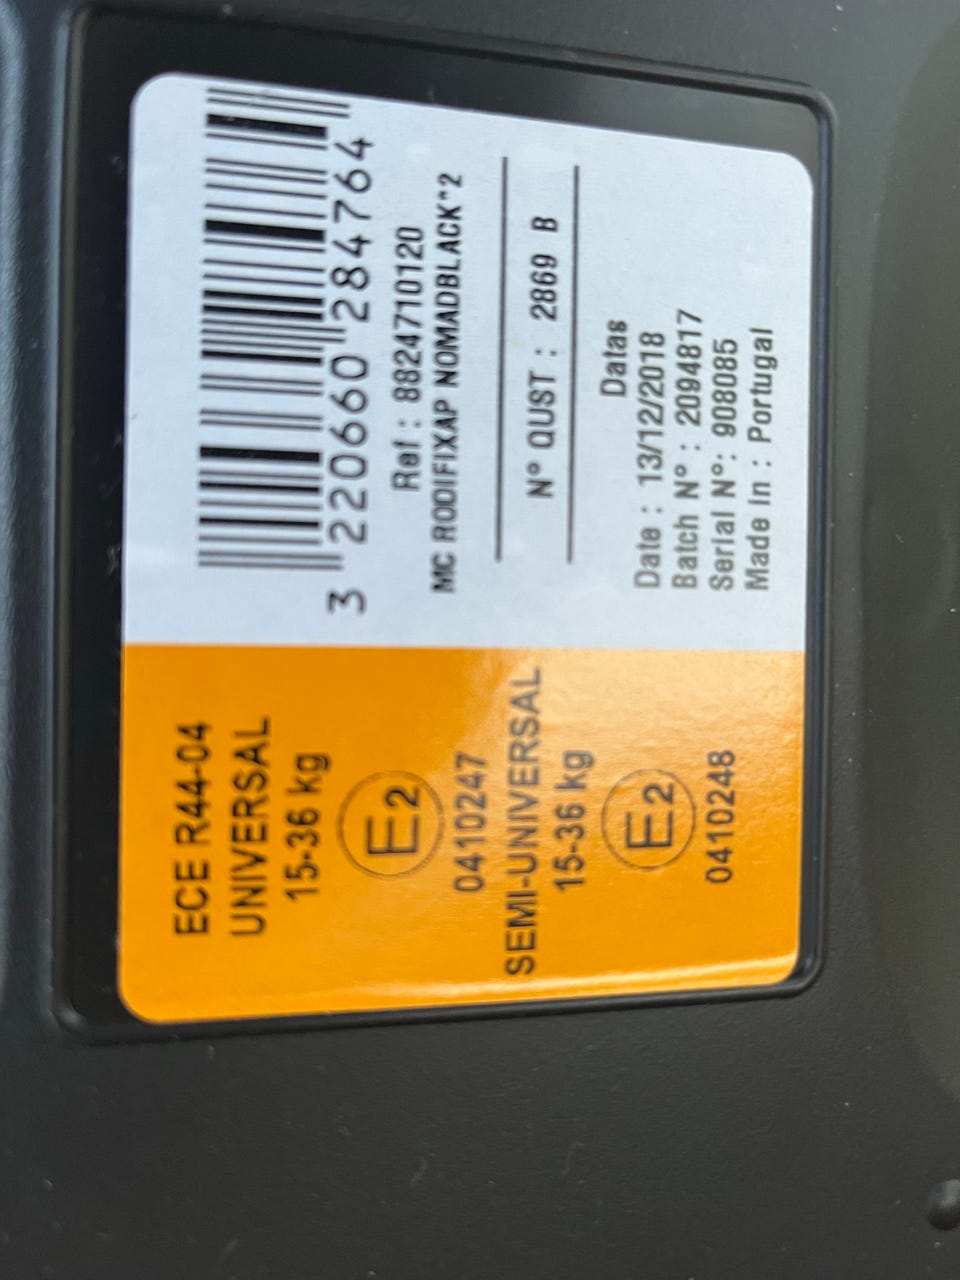 ECE R44-04
UNIVERSAL
15-36 kg
E2
0410247
SEMI-UNIVERSAL
15-36 kg
E2
0410248
3 220660 284764
Ref : 8824710120
MC RODIFIXAP NOMADBLACK^2
N° QUST : 2869 B
Datas
Date : 13/12/2018
Batch N° : 2094817
Serial N°: 908085
Made In : Portugal